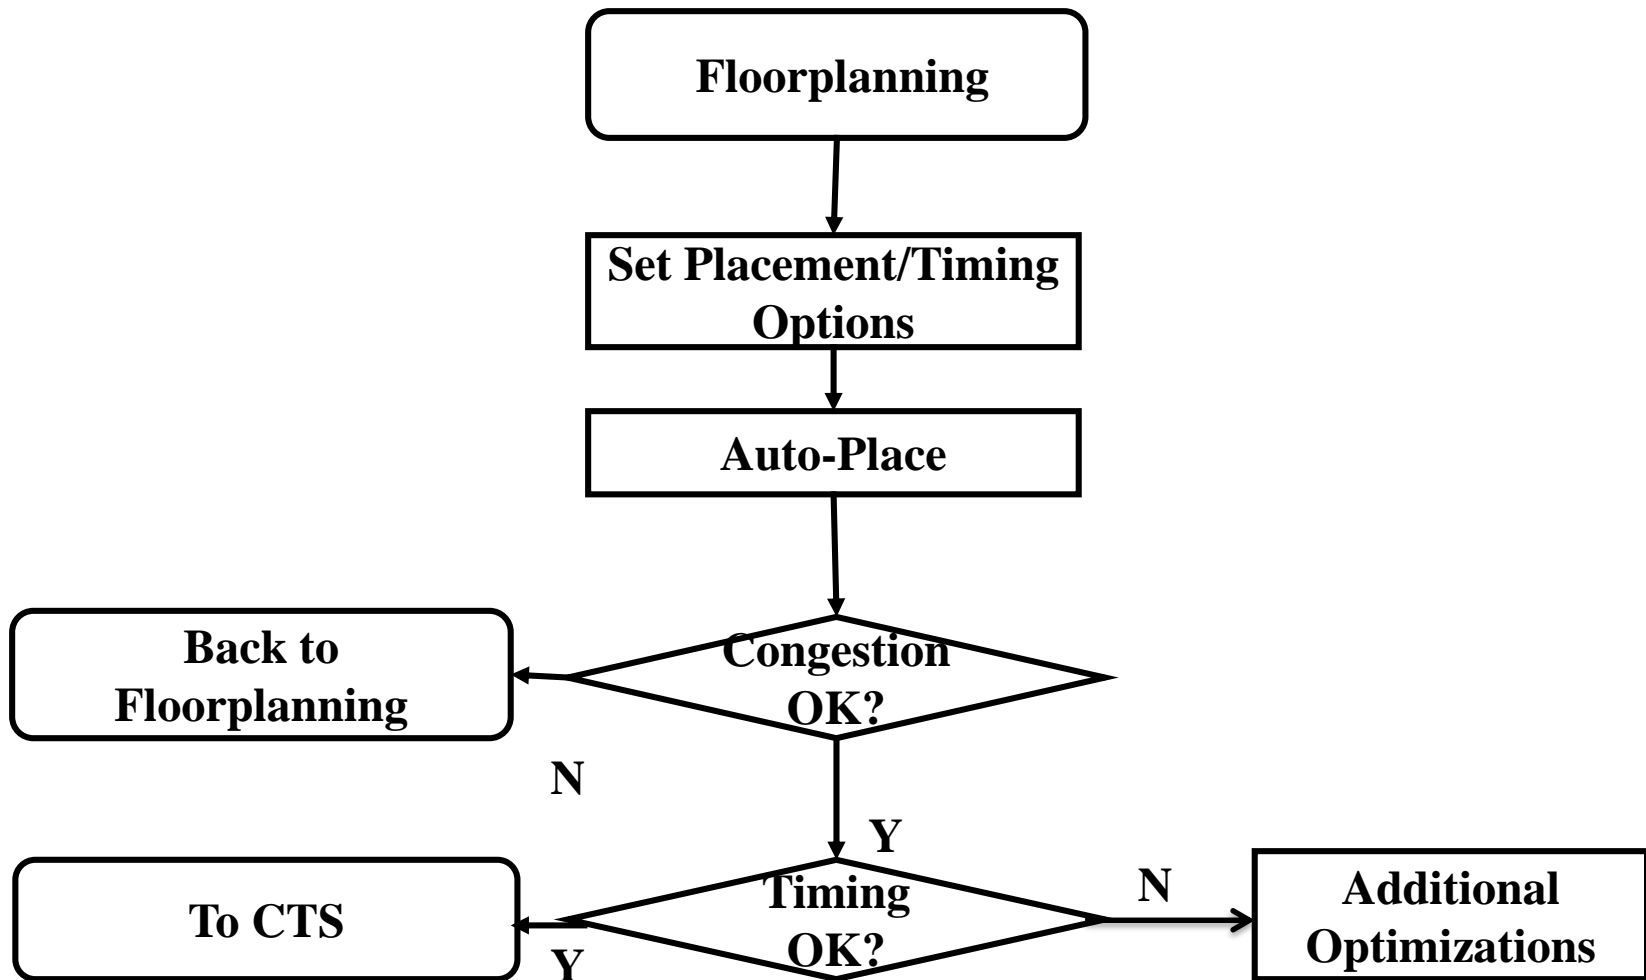 Floorplanning
Set Placement/Timing
Options
Auto-Place
Congestion
OK?
Back to
Floorplanning
N
Y
Timing
OK?
N
Additional
Optimizations
To CTS
Y